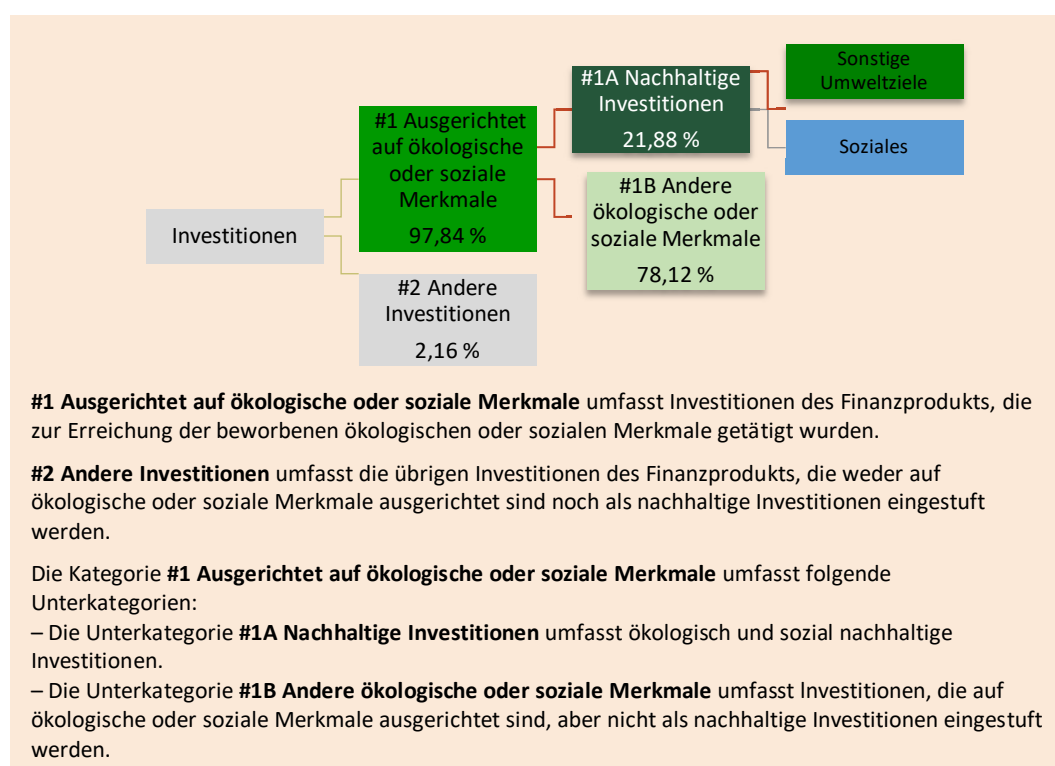 Investitionen
#1 Ausgerichtet
auf ökologische
oder soziale
Merkmale
97,84 %
#2 Andere
Investitionen
2,16 %
#1A Nachhaltige
Investitionen
21,88 %
#1B Andere
ökologische oder
soziale Merkmale
78,12 %
Sonstige
Umweltziele
Soziales
#1 Ausgerichtet auf ökologische oder soziale Merkmale umfasst Investitionen des Finanzprodukts, die
zur Erreichung der beworbenen ökologischen oder sozialen Merkmale getätigt wurden.
#2 Andere Investitionen umfasst die übrigen Investitionen des Finanzprodukts, die weder auf
ökologische oder soziale Merkmale ausgerichtet sind noch als nachhaltige Investitionen eingestuft
werden.
Die Kategorie #1 Ausgerichtet auf ökologische oder soziale Merkmale umfasst folgende
Unterkategorien:
– Die Unterkategorie #1A Nachhaltige Investitionen umfasst ökologisch und sozial nachhaltige
Investitionen.
– Die Unterkategorie #1B Andere ökologische oder soziale Merkmale umfasst Investitionen, die auf
ökologische oder soziale Merkmale ausgerichtet sind, aber nicht als nachhaltige Investitionen eingestuft
werden.